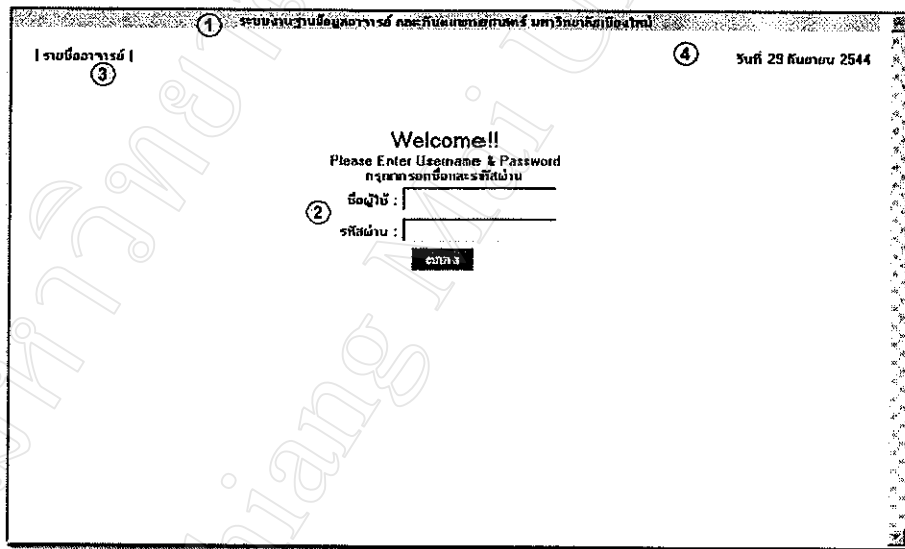 ① ระบบงานฐานข้อมูลอาจารย์ คณะทันตแพทยศาสตร์ มหาวิทยาลัยเชียงใหม่
| รายชื่ออาจารย์ |
③
④ วันที่ 29 กันยายน 2544
Welcome!!
Please Enter Username & Password
กรุณากรอกชื่อและรหัสผ่าน
ชื่อผู้ใช้ :
②
รหัสผ่าน :
ตกลง